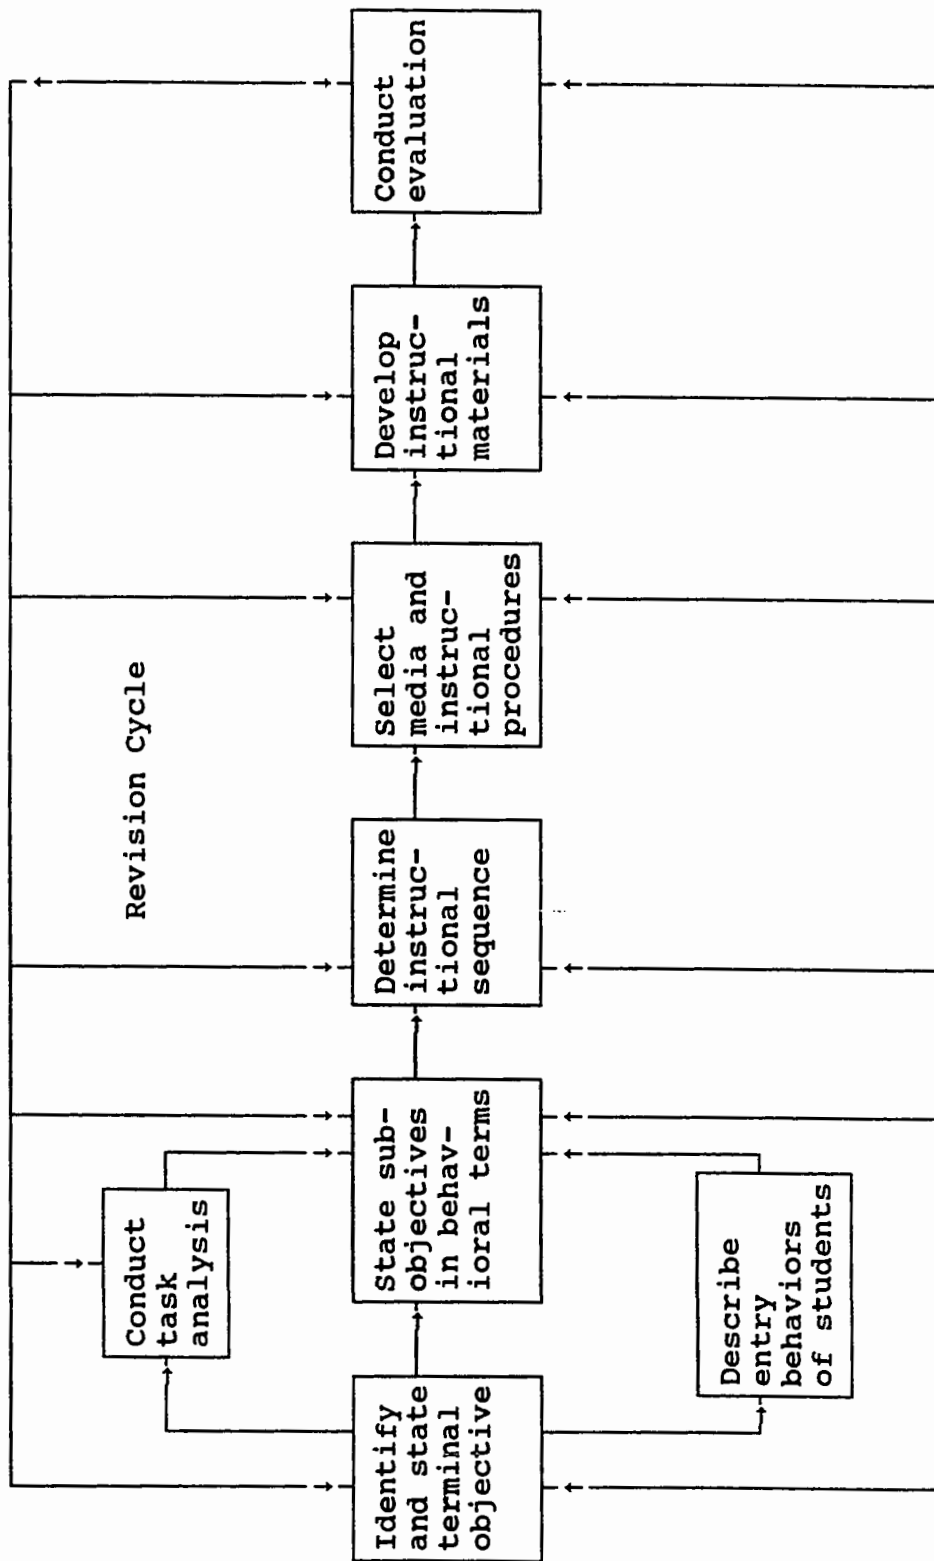 Revision Cycle
Conduct
task
analysis
Identify
and state
terminal
objective
State sub-
objectives
in behav-
ioral terms
Determine
instruc-
tional
sequence
Select
media and
instruc-
tional
procedures
Develop
instruc-
tional
materials
Conduct
evaluation
Describe
entry
behaviors
of students